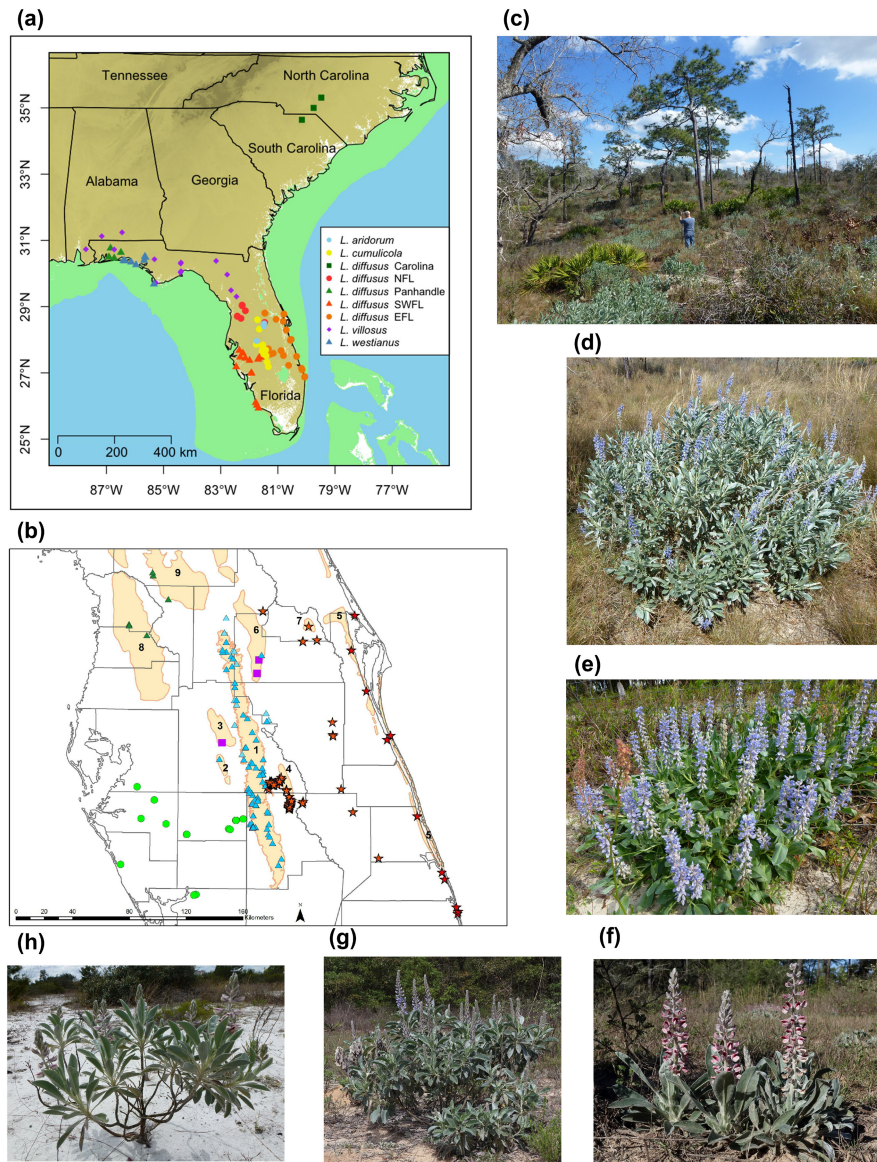 (a)
Tennessee
North Carolina
South Carolina
Alabama
Georgia
Florida
L. aridorum
L. cumulicola
L. diffusus Carolina
L. diffusus NFL
L. diffusus Panhandle
L. diffusus SWFL
L. diffusus EFL
L. villosus
L. westianus
35°N
33°N
31°N
29°N
27°N
25°N
0 200 400 km
87°W 85°W 83°W 81°W 79°W 77°W
(b)
9
8
6
7
5
3
1
2
4
5
0 20 40 80 120 160
Kilometers
N
(c)
(d)
(e)
(h)
(g)
(f)